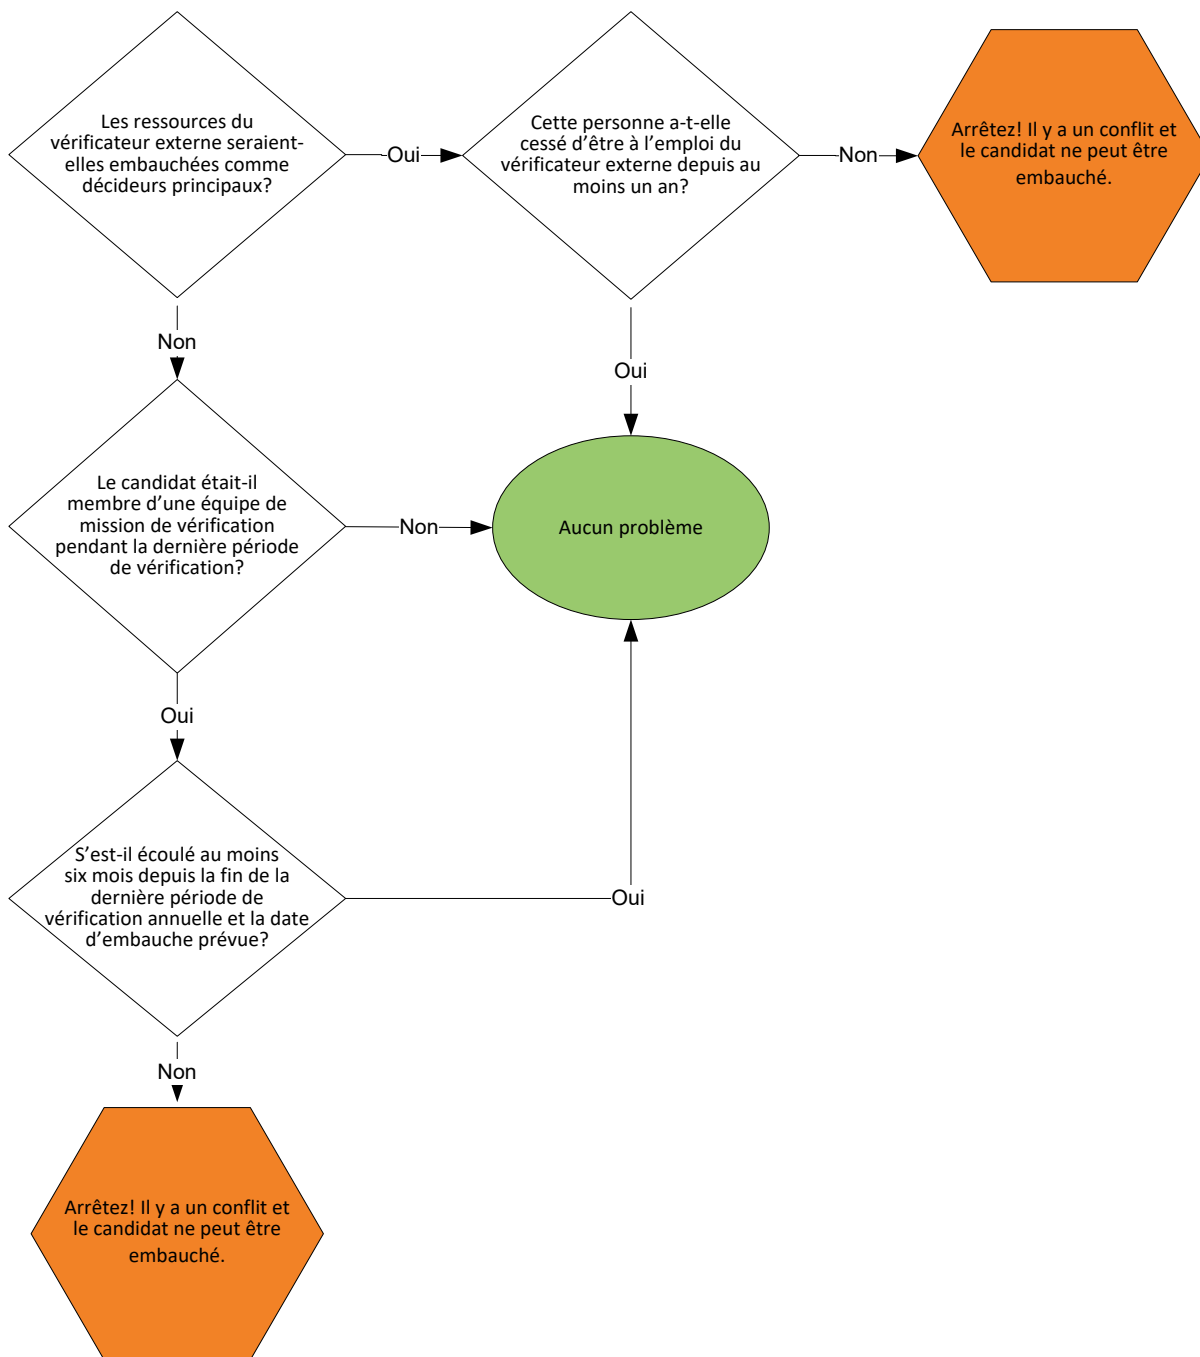 Les ressources du
vérificateur externe seraient-
elles embauchées comme
décideurs principaux?
Oui
Cette personne a-t-elle
cessé d'être à l'emploi du
vérificateur externe depuis au
moins un an?
Non
Arrêtez! Il y a un conflit et
le candidat ne peut être
embauché.
Non
Oui
Le candidat était-il
membre d'une équipe de
mission de vérification
pendant la dernière période
de vérification?
Non
Aucun problème
Oui
S'est-il écoulé au moins
six mois depuis la fin de la
dernière période de
vérification annuelle et la date
d'embauche prévue?
Oui
Non
Arrêtez! Il y a un conflit et
le candidat ne peut être
embauché.